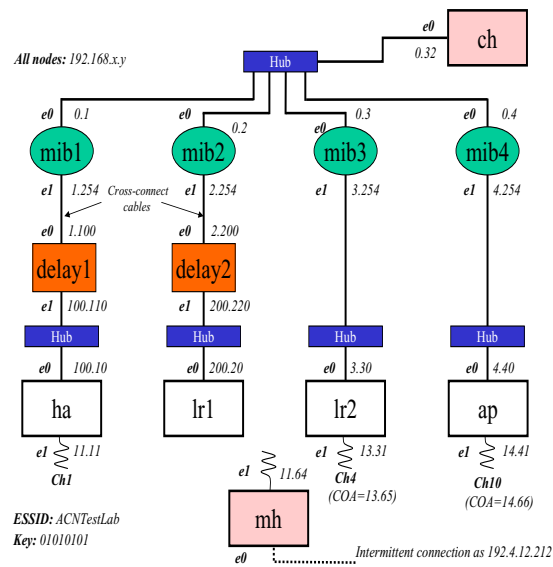 e0
ch
0.32
All nodes: 192.168.x.y
Hub
e0 0.1
e0 0.2
e0 0.3
e0 0.4
mib1
mib2
mib3
mib4
e1 1.254
Cross-connect
cables
e1 2.254
e1 3.254
e1 4.254
e0 1.100
e0 2.200
delay1
delay2
e1 100.110
e1 200.220
Hub
Hub
Hub
Hub
e0 100.10
e0 200.20
e0 3.30
e0 4.40
ha
lr1
lr2
ap
e1 11.11
Ch1
e1 13.31
Ch4
(COA=13.65)
e1 14.41
Ch10
(COA=14.66)
e1 11.64
mh
e0
ESSID: ACNTestLab
Key: 01010101
Intermittent connection as 192.4.12.212